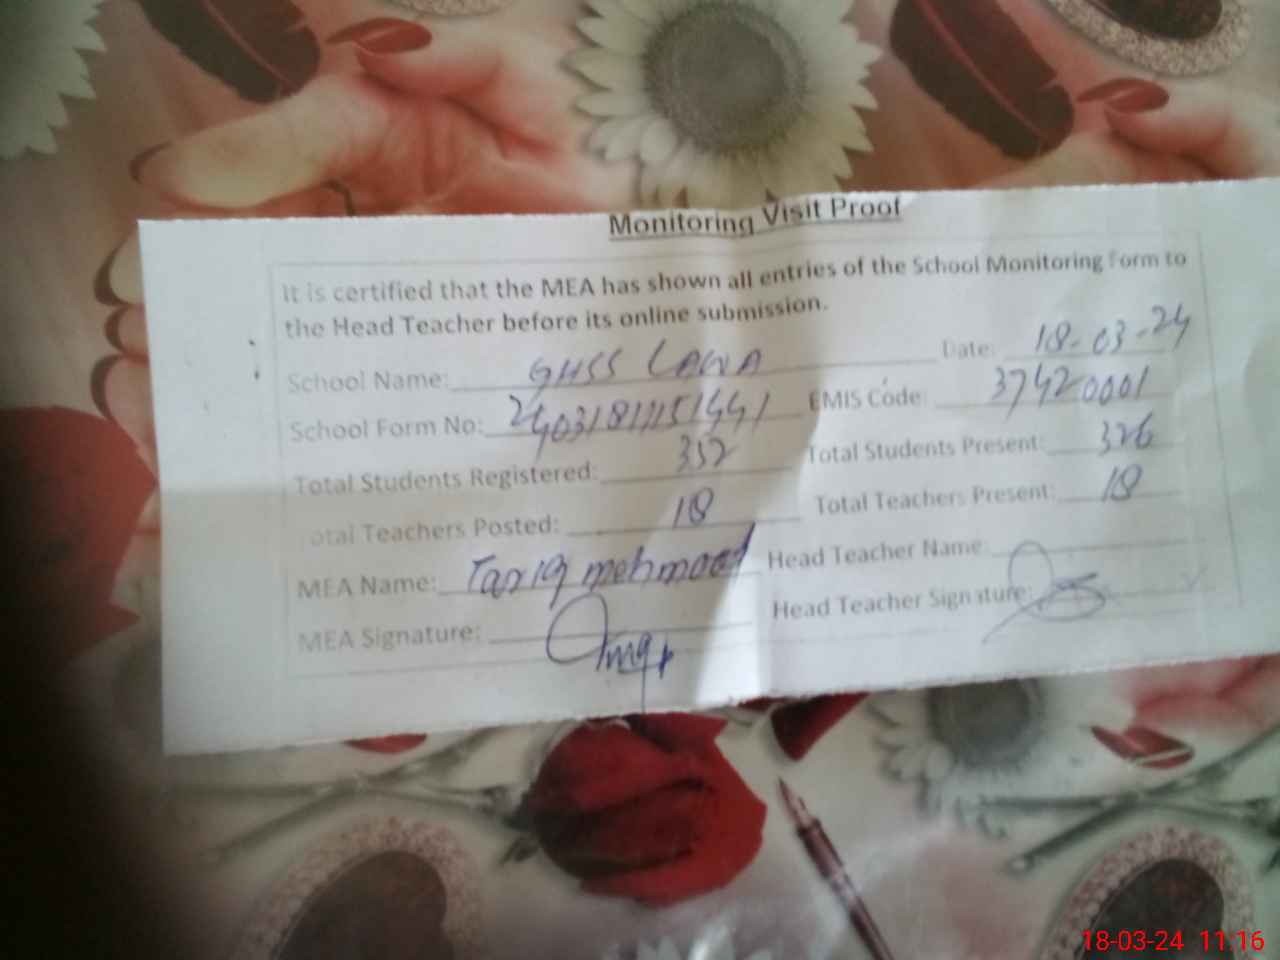 Monitoring Visit Proof
It is certified that the MEA has shown all entries of the School Monitoring Form to
the Head Teacher before its online submission.
School Name: GHSS LAWA Date: 18-03-24
School Form No: EMIS Code: 37420001
Total Students Registered: 352 Total Students Present: 326
otal Teachers Posted: 18 Total Teachers Present: 18
MEA Name: Tariq mehmood Head Teacher Name:
MEA Signature: Head Teacher Signature:
18-03-24 11:16